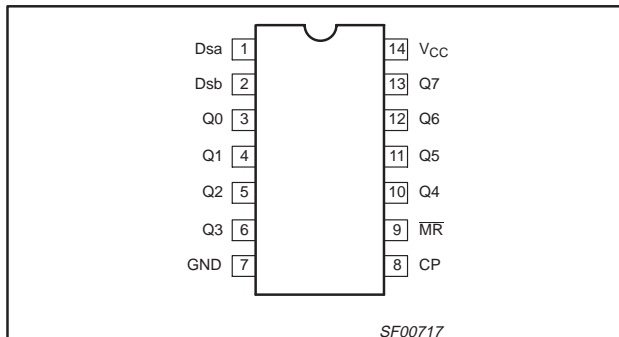 Dsa 1 14 VCC
Dsb 2 13 Q7
Q0 3 12 Q6
Q1 4 11 Q5
Q2 5 10 Q4
Q3 6 9 M̅R̅
GND 7 8 CP
SF00717